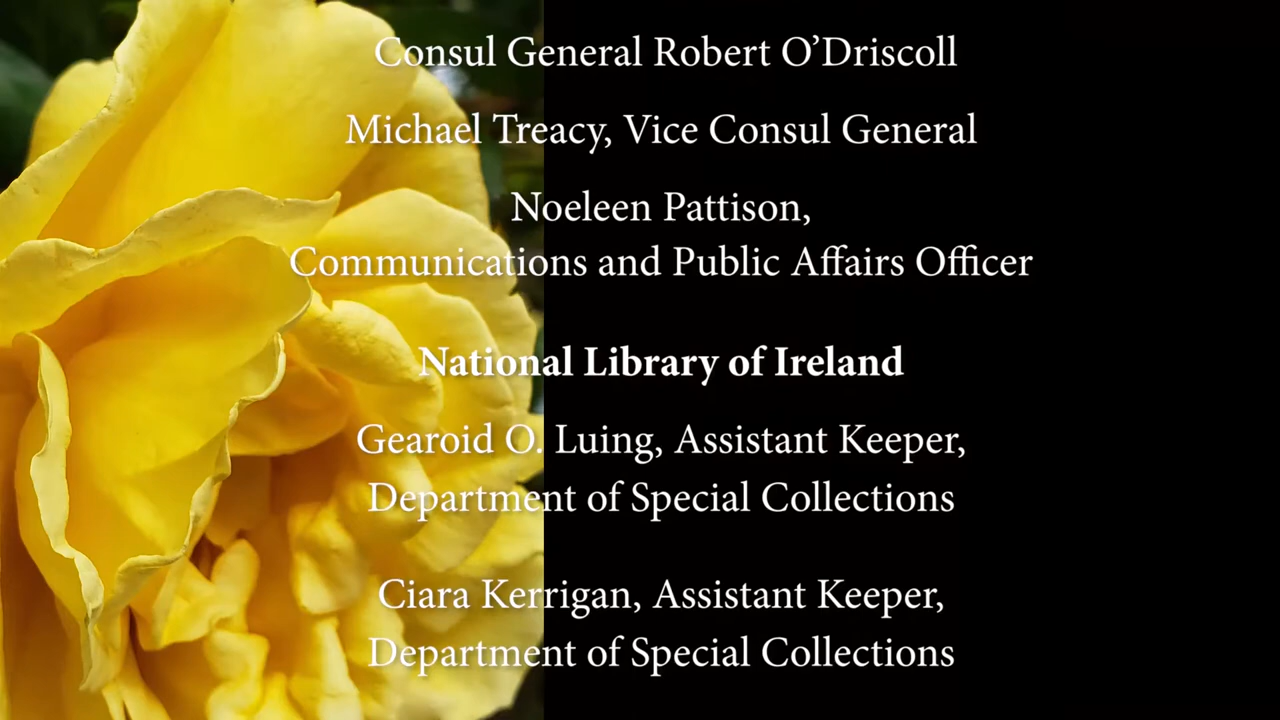 Consul General Robert O’Driscoll
Michael Treacy, Vice Consul General
Noeleen Pattison,
Communications and Public Affairs Officer
National Library of Ireland
Gearoid O. Luing, Assistant Keeper,
Department of Special Collections
Ciara Kerrigan, Assistant Keeper,
Department of Special Collections